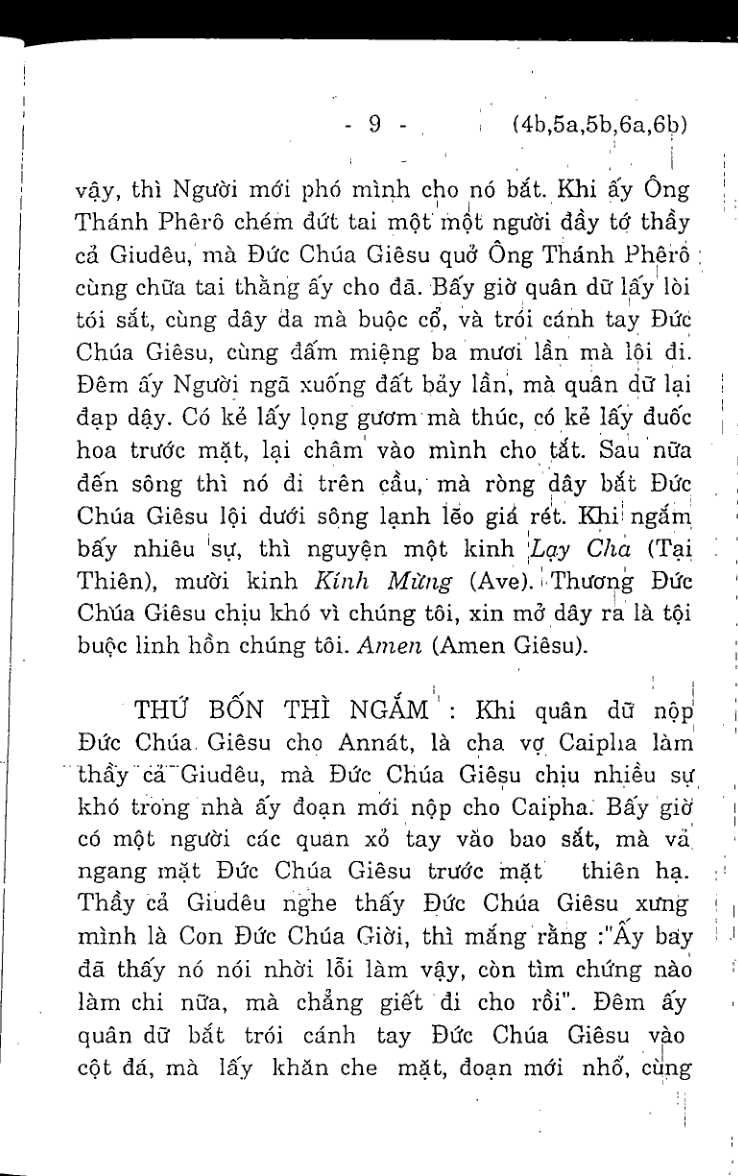 - 9 - (4b,5a,5b,6a,6b)
vậy, thì Người mới phó mình cho nó bắt. Khi ấy Ông
Thánh Phêrô chém đứt tai một một người đầy tớ thầy
cả Giudêu, mà Đức Chúa Giêsu quở Ông Thánh Phêrô
cùng chữa tai thằng ấy cho đã. Bấy giờ quân dữ lấy lòi
tói sắt, cùng dây da mà buộc cổ, và trói cánh tay Đức
Chúa Giêsu, cùng đấm miệng ba mươi lần mà lôi đi.
Đêm ấy Người ngã xuống đất bảy lần, mà quân dữ lại
đạp dậy. Có kẻ lấy lọng gươm mà thúc, có kẻ lấy đuốc
hoa trước mặt, lại châm vào mình cho tắt. Sau nữa
đến sông thì nó đi trên cầu, mà ròng dây bắt Đức
Chúa Giêsu lội dưới sông lạnh lẽo giá rét. Khi ngắm
bấy nhiêu sự, thì nguyện một kinh Lạy Cha (Tại
Thiên), mười kinh Kính Mừng (Ave). Thương Đức
Chúa Giêsu chịu khó vì chúng tôi, xin mở dây ra là tội
buộc linh hồn chúng tôi. Amen (Amen Giêsu).
THỨ BỐN THÌ NGẮM : Khi quân dữ nộp
Đức Chúa Giêsu cho Annát, là cha vợ Caipha làm
thầy cả Giudêu, mà Đức Chúa Giêsu chịu nhiều sự
khó trong nhà ấy đoạn mới nộp cho Caipha. Bấy giờ
có một người các quan xỏ tay vào bao sắt, mà vả
ngang mặt Đức Chúa Giêsu trước mặt thiên hạ.
Thầy cả Giudêu nghe thấy Đức Chúa Giêsu xưng
mình là Con Đức Chúa Giời, thì mắng rằng :"Ấy bay
đã thấy nó nói nhời lỗi làm vậy, còn tìm chứng nào
làm chi nữa, mà chẳng giết đi cho rồi". Đêm ấy
quân dữ bắt trói cánh tay Đức Chúa Giêsu vào
cột đá, mà lấy khăn che mặt, đoạn mới nhổ, cùng